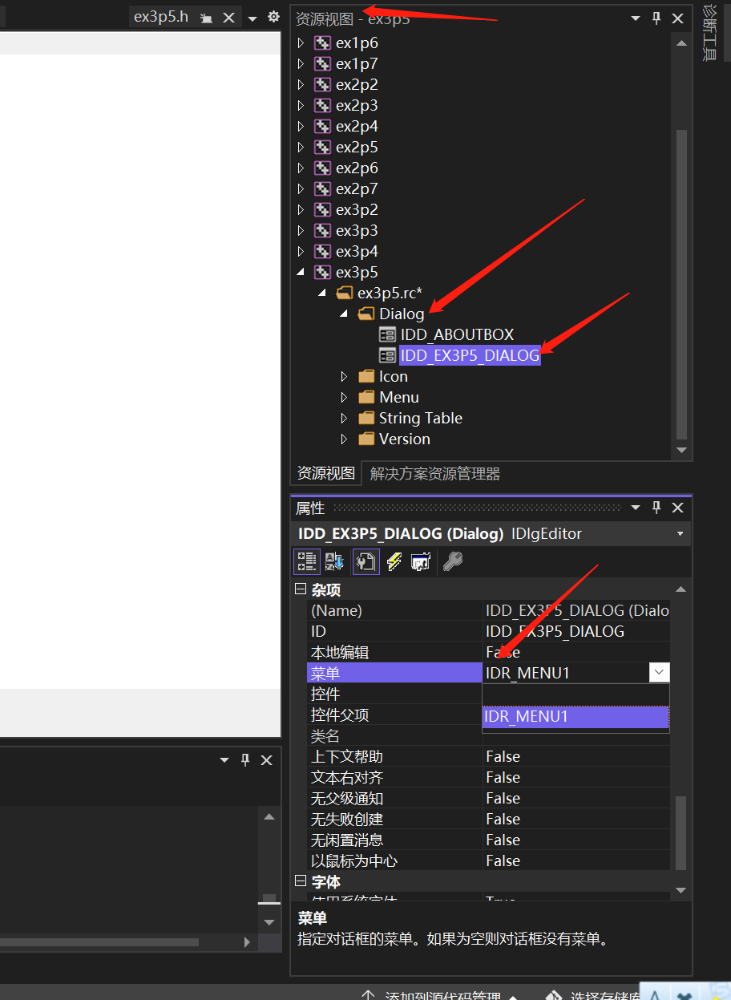 ex3p5.h
资源视图 - ex3p5
诊断工具
ex1p6
ex1p7
ex2p2
ex2p3
ex2p4
ex2p5
ex2p6
ex2p7
ex3p2
ex3p3
ex3p4
ex3p5
ex3p5.rc*
Dialog
IDD_ABOUTBOX
IDD_EX3P5_DIALOG
Icon
Menu
String Table
Version
资源视图 解决方案资源管理器
属性
IDD_EX3P5_DIALOG (Dialog) IDlgEditor
杂项
(Name) IDD_EX3P5_DIALOG (Dialo
ID IDD_EX3P5_DIALOG
本地编辑 False
菜单 IDR_MENU1
控件
IDR_MENU1
控件父项
类名
上下文帮助 False
文本右对齐 False
无父级通知 False
无失败创建 False
无闲置消息 False
以鼠标为中心 False
字体
使用系统字体 True
菜单
指定对话框的菜单。如果为空则对话框没有菜单。
添加到源代码管理 选择存储库